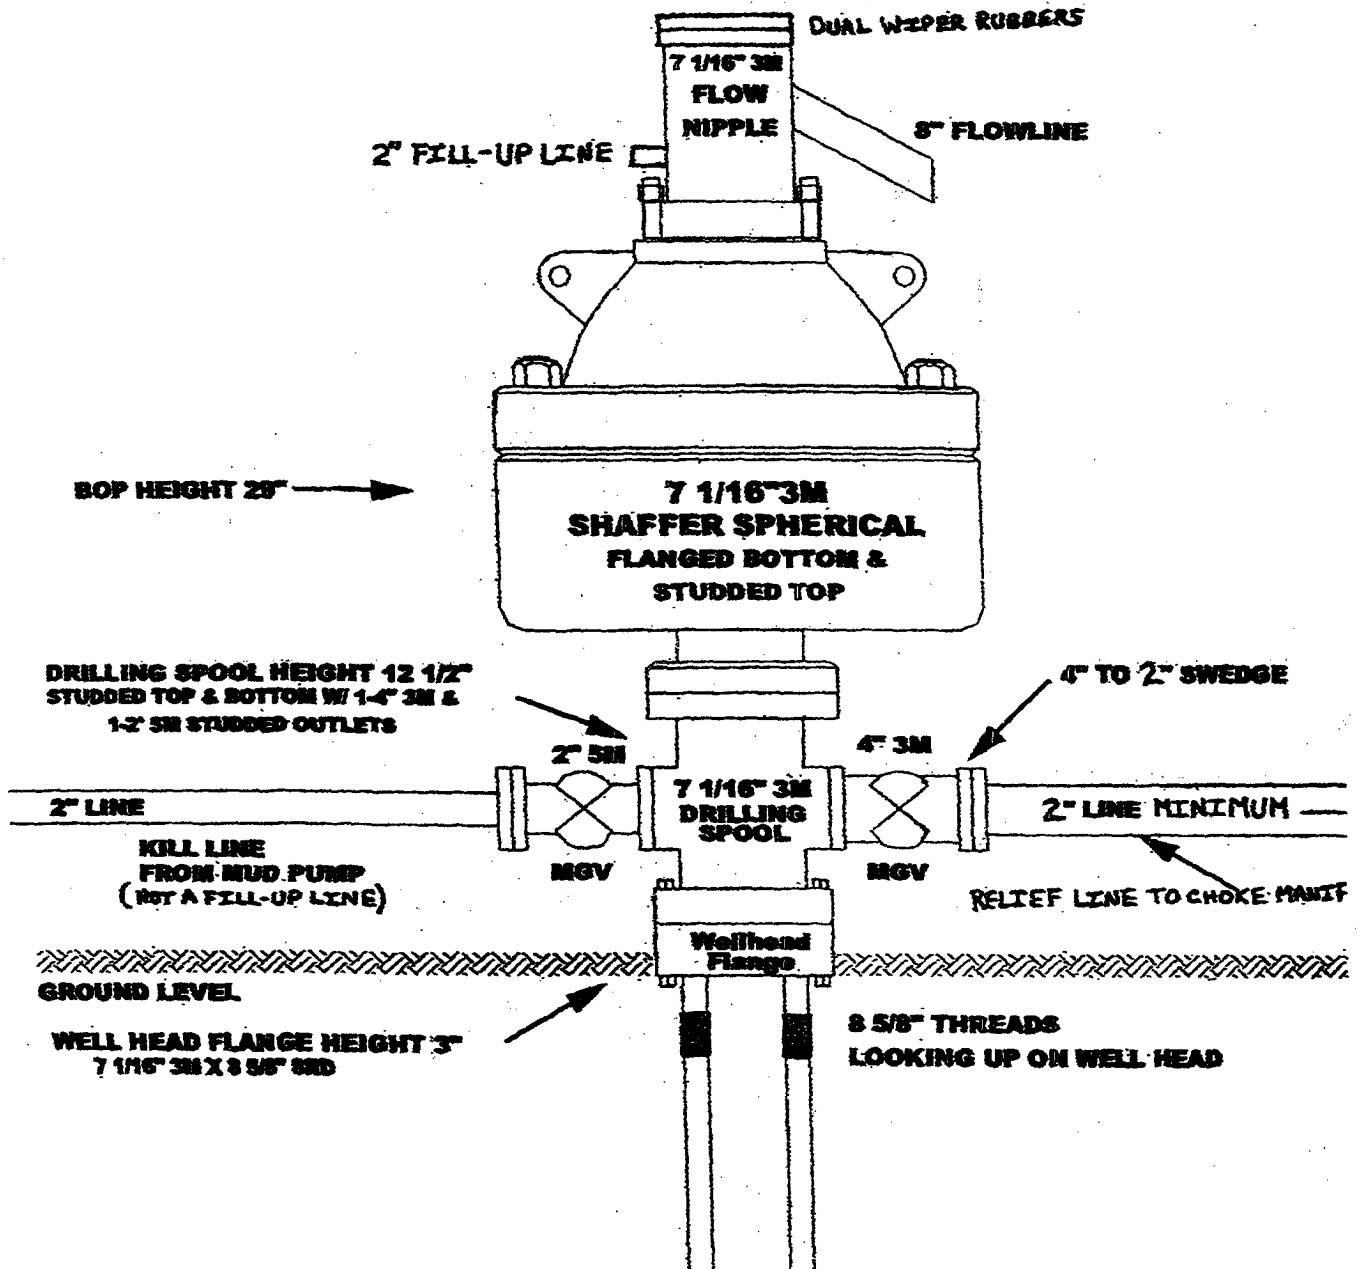 DUAL WIPER RUBBERS
7 1/16" 3M
FLOW
NIPPLE
8" FLOWLINE
2" FILL-UP LINE
BOP HEIGHT 29"
7 1/16" 3M
SHAFFER SPHERICAL
FLANGED BOTTOM &
STUDDED TOP
DRILLING SPOOL HEIGHT 12 1/2"
STUDDED TOP & BOTTOM W/ 1-4" 3M &
1-2" 5M STUDDED OUTLETS
4" TO 2" SWEDGE
2" 5M
4" 3M
2" LINE
7 1/16" 3M
DRILLING
SPOOL
2" LINE MINIMUM
KILL LINE
FROM MUD PUMP
(NOT A FILL-UP LINE)
MGV
MGV
RELIEF LINE TO CHOKE MANIF
Wellhead
Flange
GROUND LEVEL
WELL HEAD FLANGE HEIGHT 3"
7 1/16" 3M X 8 5/8" 8RD
8 5/8" THREADS
LOOKING UP ON WELL HEAD